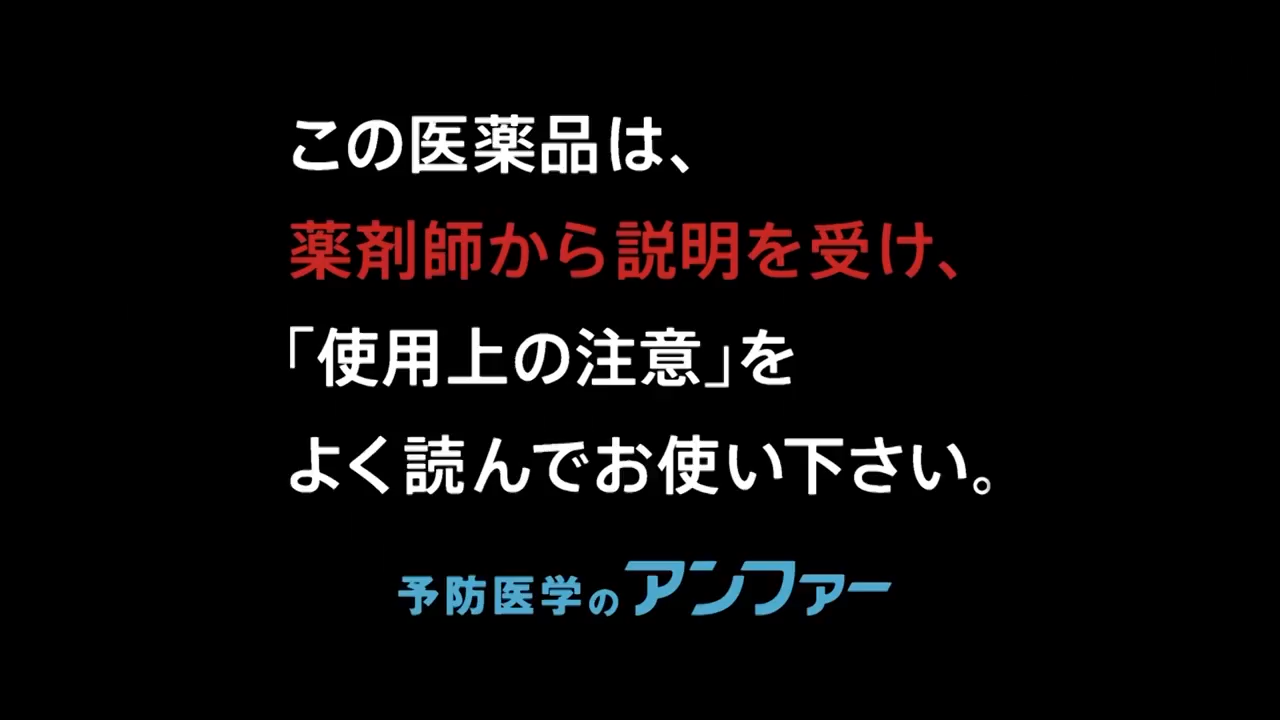 この医薬品は、
薬剤師から説明を受け、
「使用上の注意」を
よく読んでお使い下さい。
予防医学のアンファー